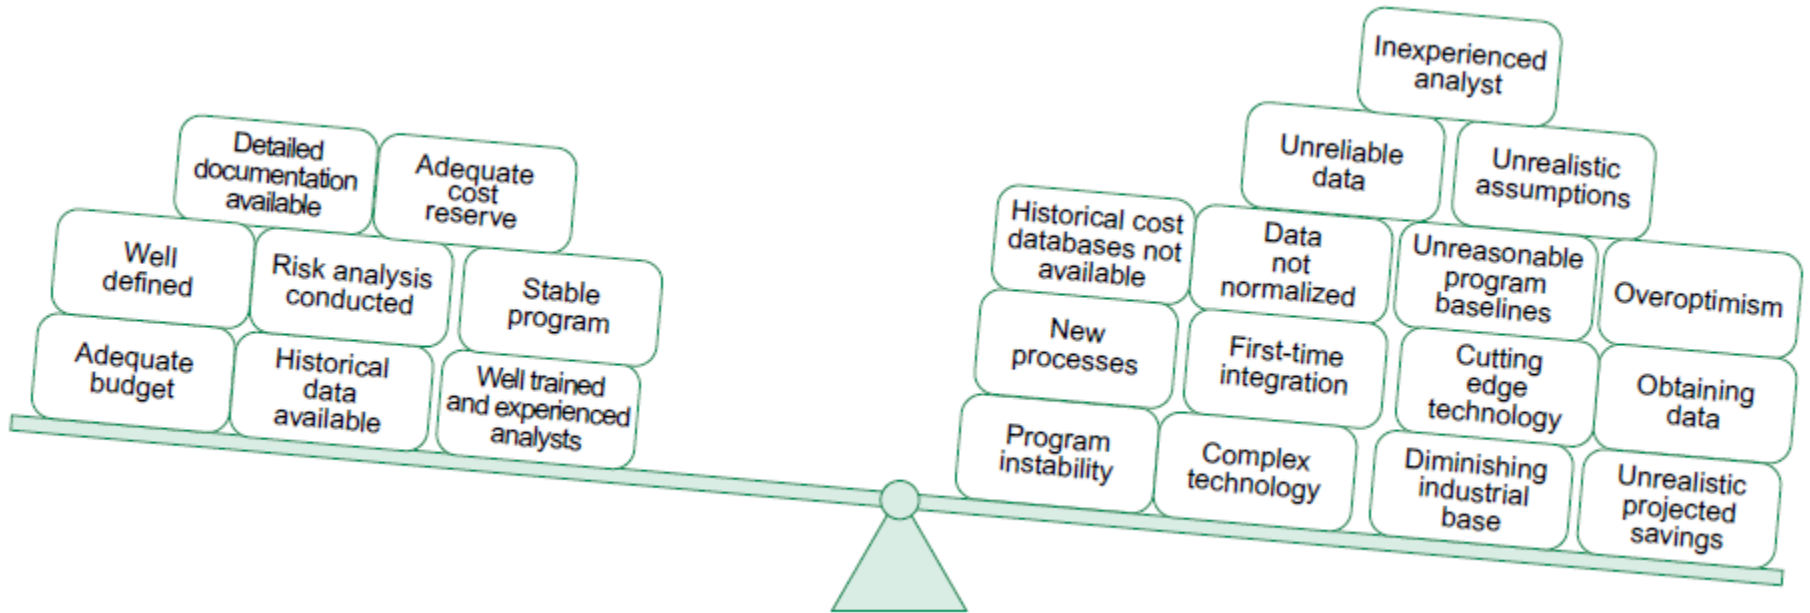 Detailed
documentation
available
Adequate
cost
reserve
Well
defined
Risk analysis
conducted
Stable
program
Adequate
budget
Historical
data
available
Well trained
and experienced
analysts
Inexperienced
analyst
Unreliable
data
Unrealistic
assumptions
Historical cost
databases not
available
Data
not
normalized
Unreasonable
program
baselines
Overoptimism
New
processes
First-time
integration
Cutting
edge
technology
Obtaining
data
Program
instability
Complex
technology
Diminishing
industrial
base
Unrealistic
projected
savings